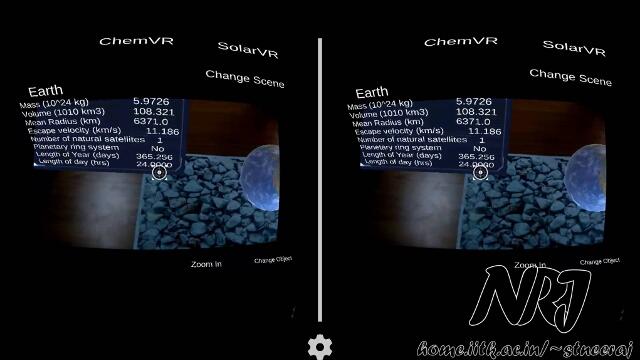 ChemVR
SolarVR
Change Scene
Earth
Mass (10^24 kg) 5.9726
Volume (1010 km3) 108.321
Mean Radius (km) 6371.0
Escape velocity (km/s) 11.186
Number of natural satellites 1
Planetary ring system No
Length of Year (days) 365.256
Length of day (hrs) 24.0000
Zoom In
Change Object
ChemVR
SolarVR
Change Scene
Earth
Mass (10^24 kg) 5.9726
Volume (1010 km3) 108.321
Mean Radius (km) 6371.0
Escape velocity (km/s) 11.186
Number of natural satellites 1
Planetary ring system No
Length of Year (days) 365.256
Length of day (hrs) 24.0000
Zoom In
Change Object
NRJ
home.iitk.ac.in/~stneeraj